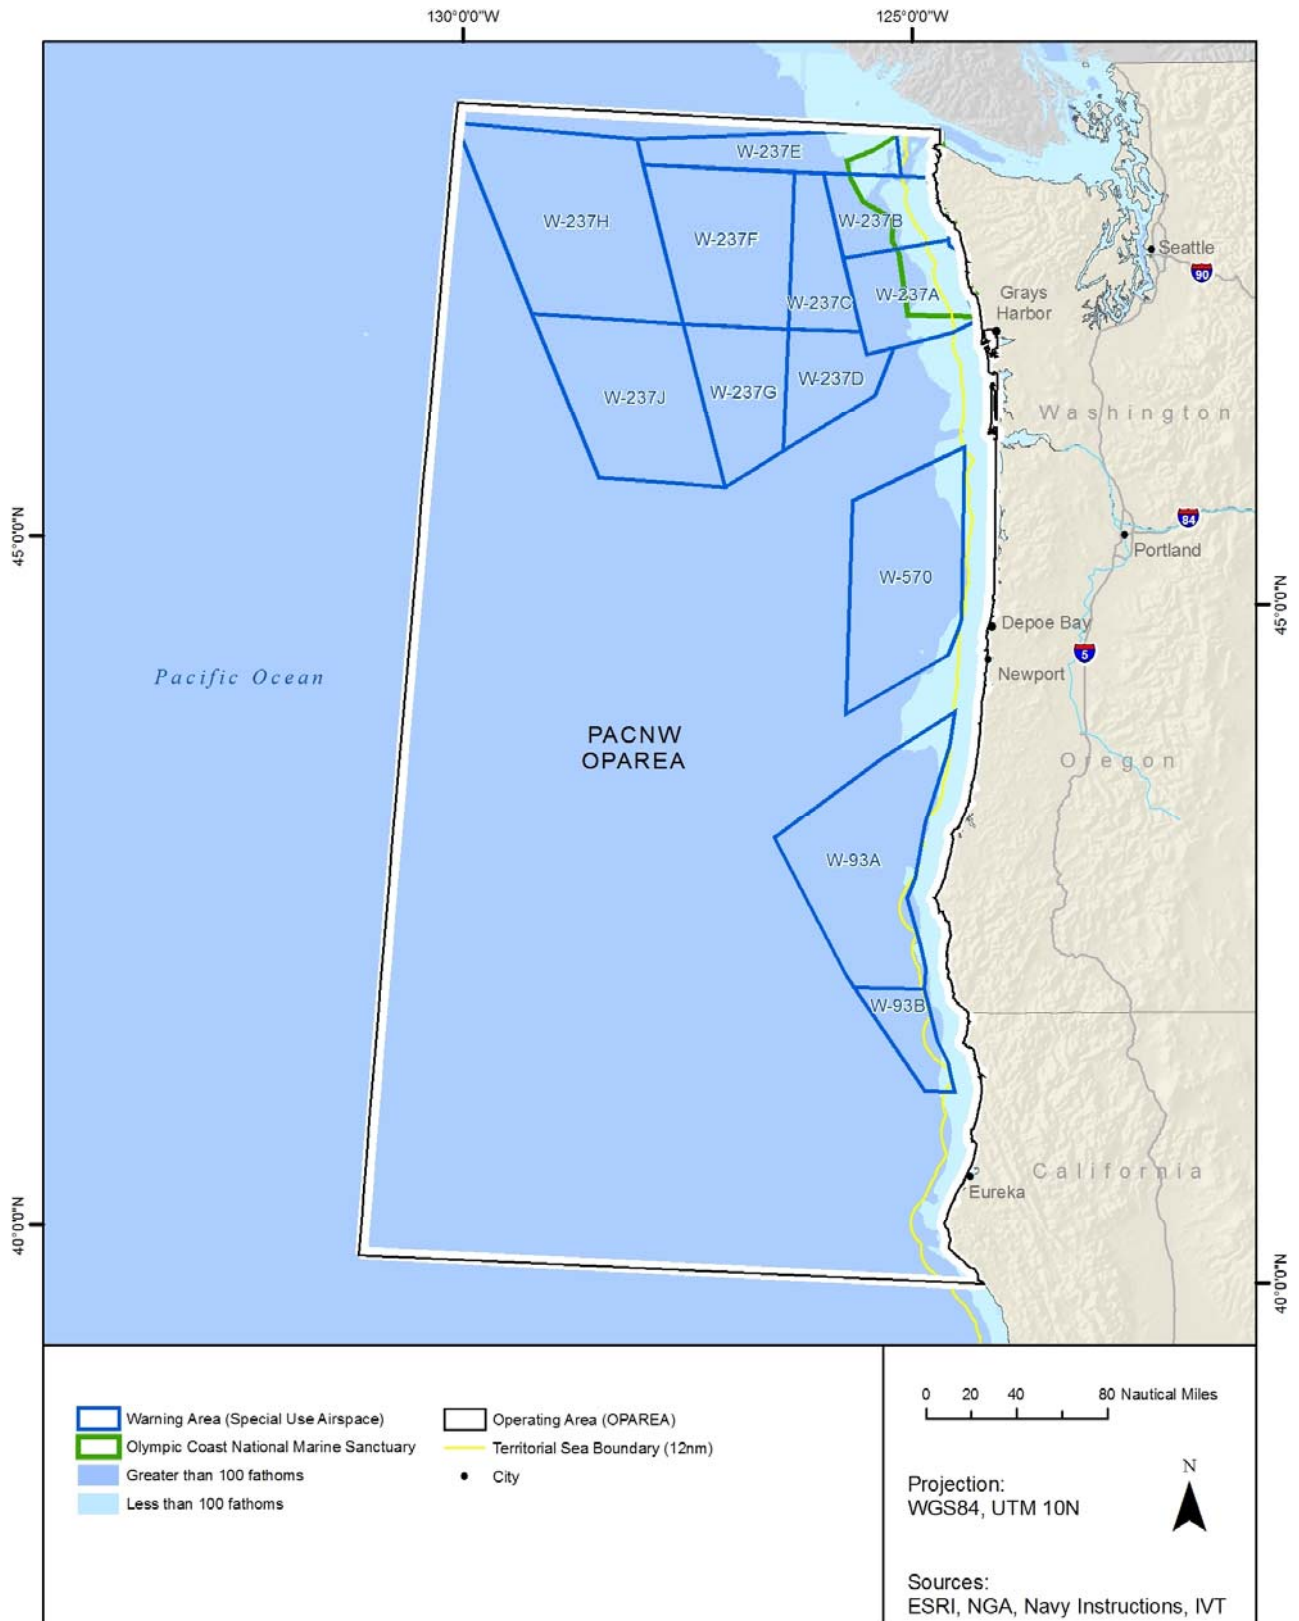 130°0'0"W
125°0'0"W
W-237E
W-237H
W-237F
W-237B
W-237C
W-237A
Seattle
90
Grays
Harbor
W-237J
W-237G
W-237D
Washington
45°0'0"N
84
Portland
W-570
45°0'0"N
Depoe Bay
5
Newport
Pacific Ocean
PACNW
OPAREA
Oregon
W-93A
W-93B
California
Eureka
40°0'0"N
40°0'0"N
Warning Area (Special Use Airspace)
Olympic Coast National Marine Sanctuary
Greater than 100 fathoms
Less than 100 fathoms
Operating Area (OPAREA)
Territorial Sea Boundary (12nm)
City
0 20 40 80 Nautical Miles
Projection:
WGS84, UTM 10N
N
Sources:
ESRI, NGA, Navy Instructions, IVT